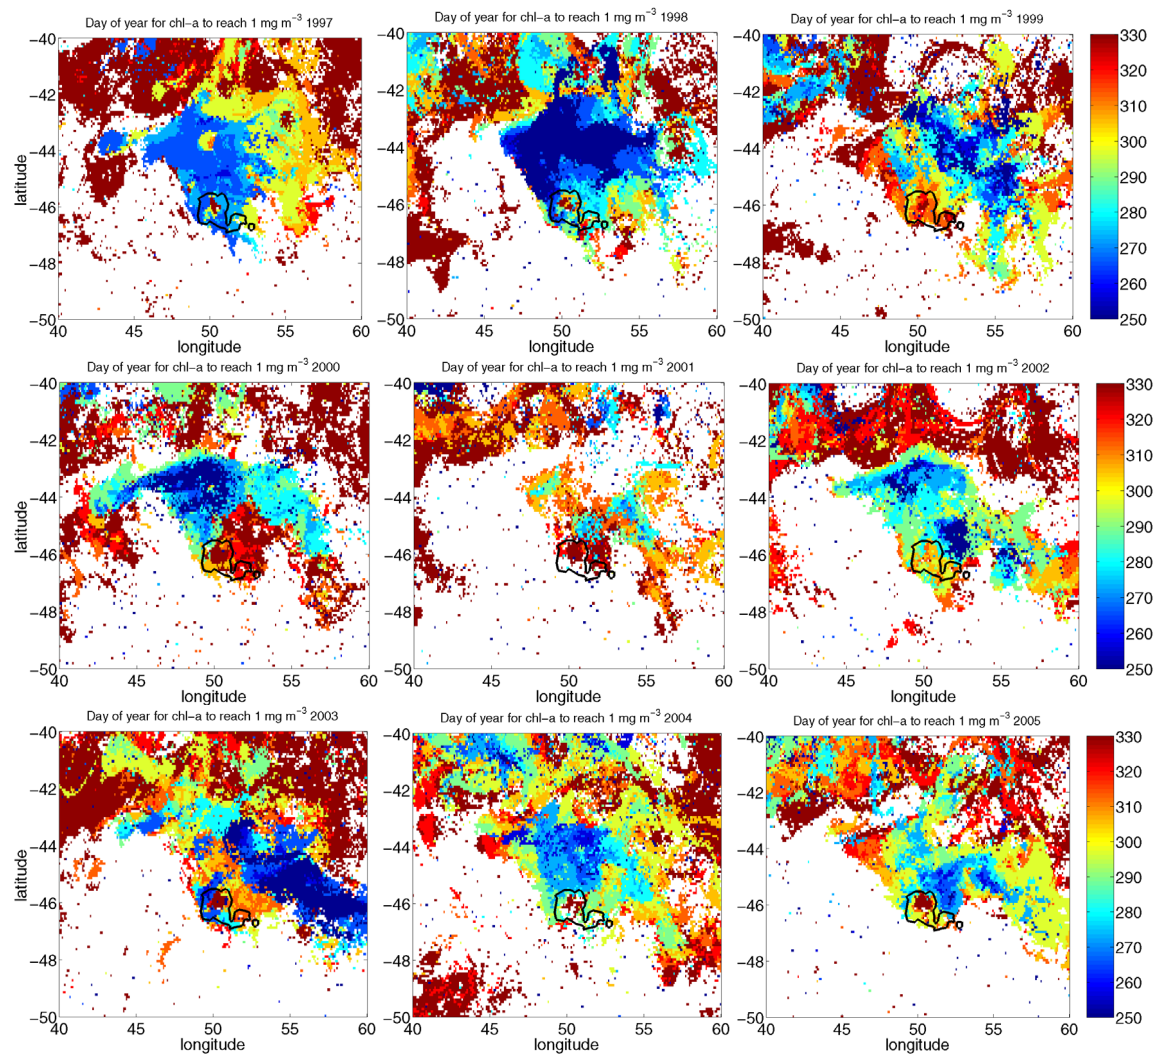 Day of year for chl-a to reach 1 mg m⁻³ 1997
Day of year for chl-a to reach 1 mg m⁻³ 1998
Day of year for chl-a to reach 1 mg m⁻³ 1999
−40 −42 −44 −46 −48 −50
latitude
40 45 50 55 60
longitude
−40 −42 −44 −46 −48 −50
40 45 50 55 60
longitude
−40 −42 −44 −46 −48 −50
40 45 50 55 60
longitude
330 320 310 300 290 280 270 260 250
Day of year for chl-a to reach 1 mg m⁻³ 2000
Day of year for chl-a to reach 1 mg m⁻³ 2001
Day of year for chl-a to reach 1 mg m⁻³ 2002
−40 −42 −44 −46 −48 −50
latitude
40 45 50 55 60
longitude
−40 −42 −44 −46 −48 −50
40 45 50 55 60
longitude
−40 −42 −44 −46 −48 −50
40 45 50 55 60
longitude
330 320 310 300 290 280 270 260 250
Day of year for chl-a to reach 1 mg m⁻³ 2003
Day of year for chl-a to reach 1 mg m⁻³ 2004
Day of year for chl-a to reach 1 mg m⁻³ 2005
−40 −42 −44 −46 −48 −50
latitude
40 45 50 55 60
longitude
−40 −42 −44 −46 −48 −50
40 45 50 55 60
longitude
−40 −42 −44 −46 −48 −50
40 45 50 55 60
longitude
330 320 310 300 290 280 270 260 250